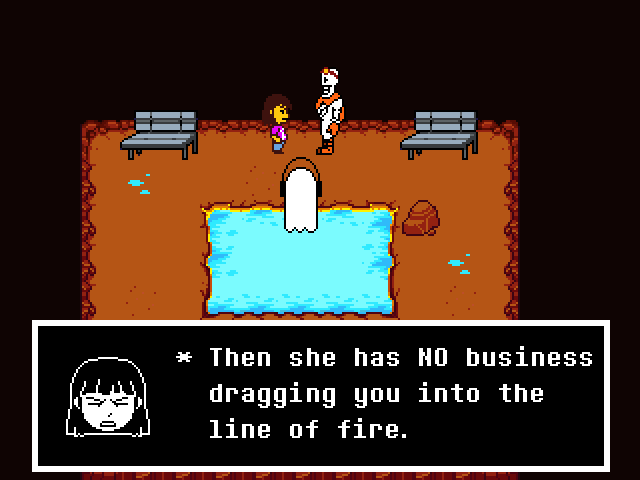 * Then she has NO business
dragging you into the
line of fire.